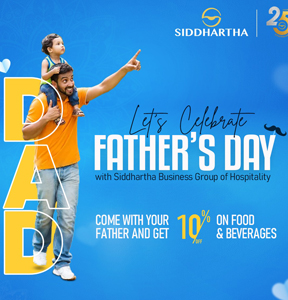 SIDDHARTHA
25
DAD
Let's Celebrate
FATHER'S DAY
with Siddhartha Business Group of Hospitality
COME WITH YOUR
FATHER AND GET
10%
OFF
ON FOOD
& BEVERAGES